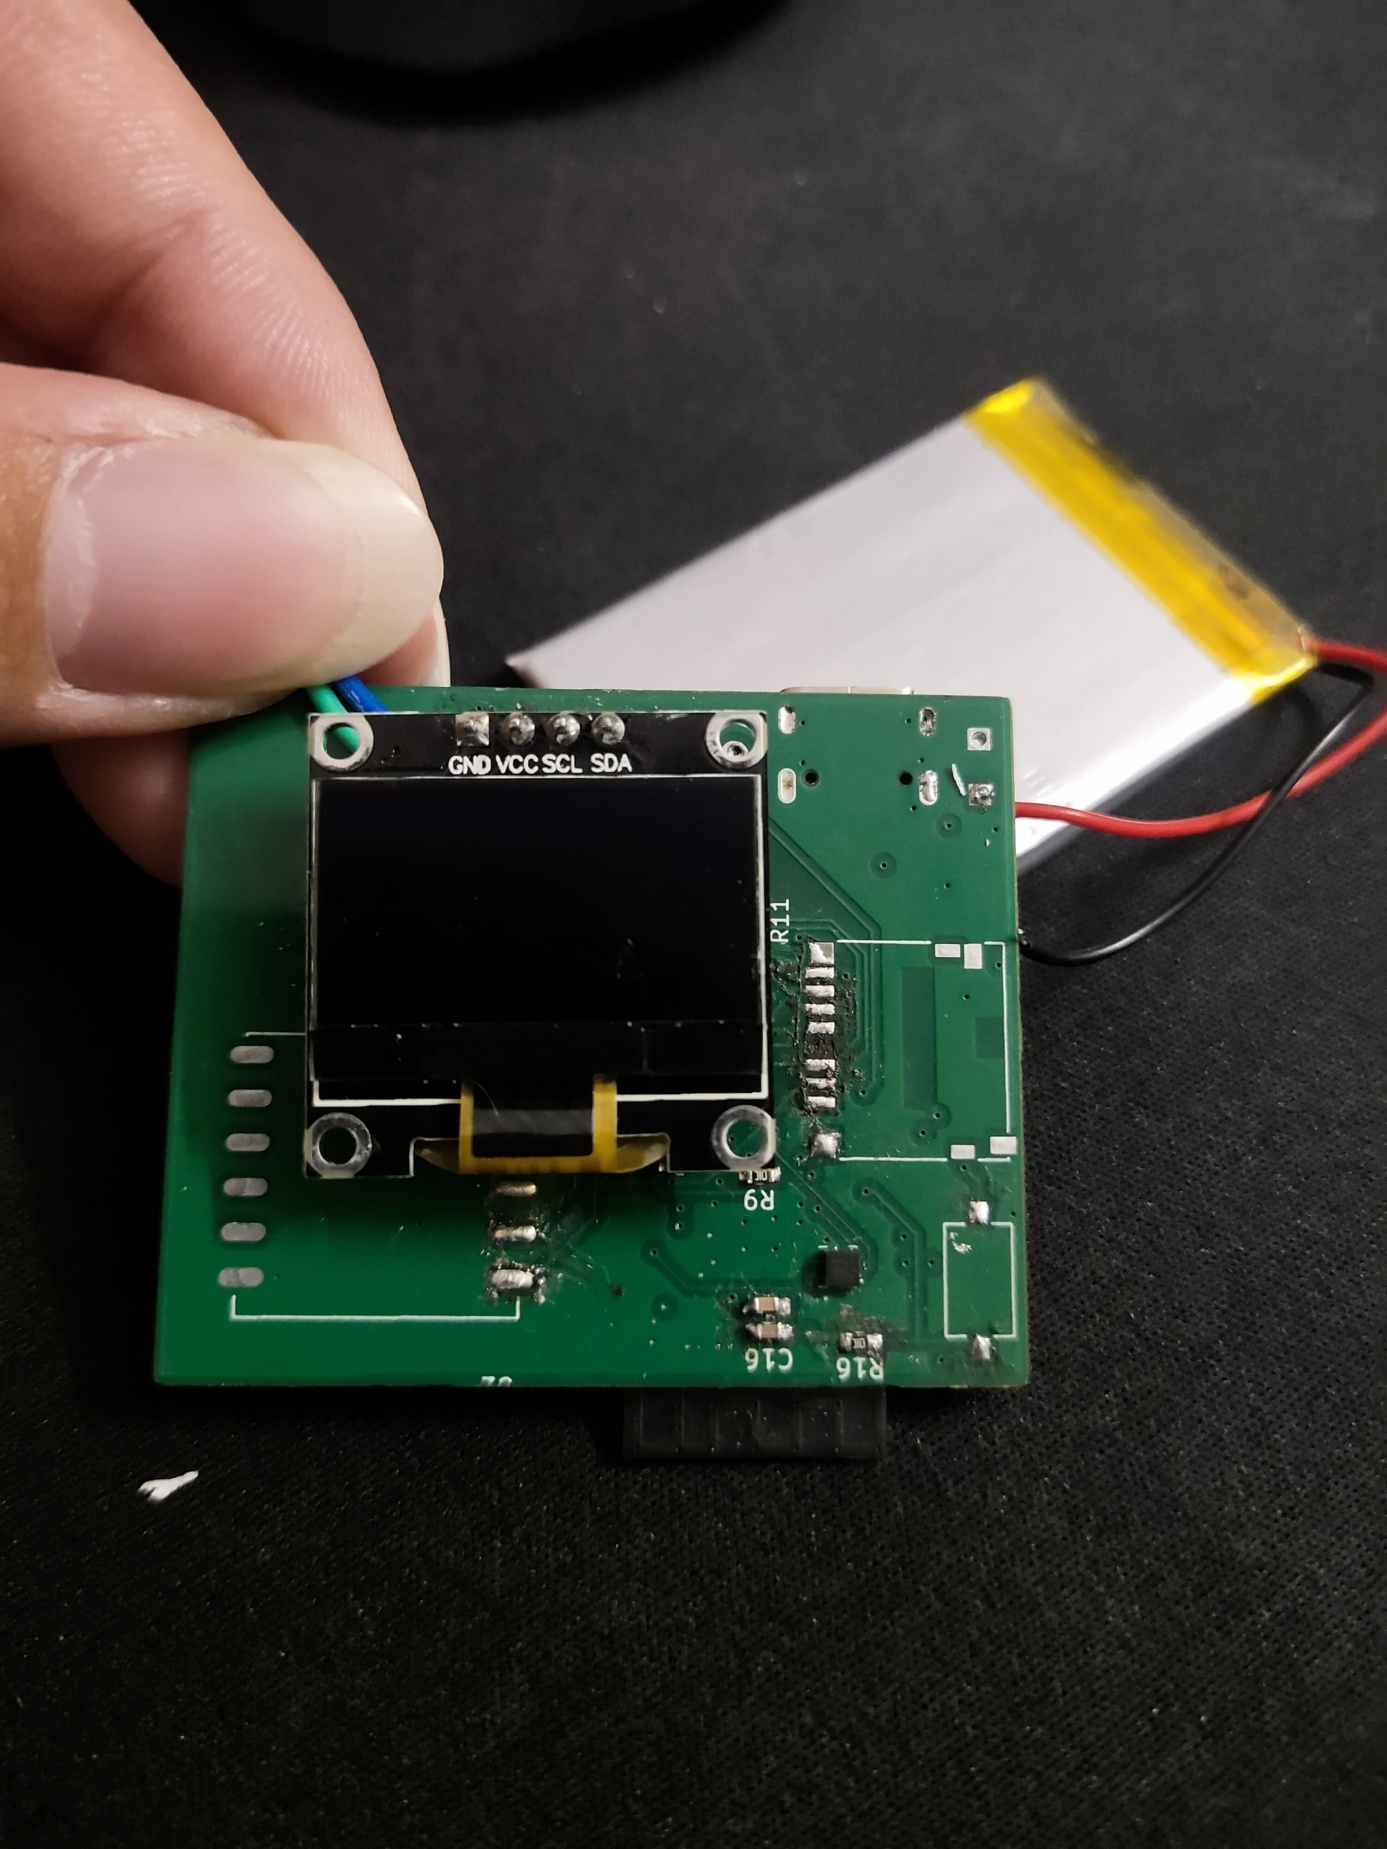 GND VCC SCL SDA
R11
R9
C16
R16